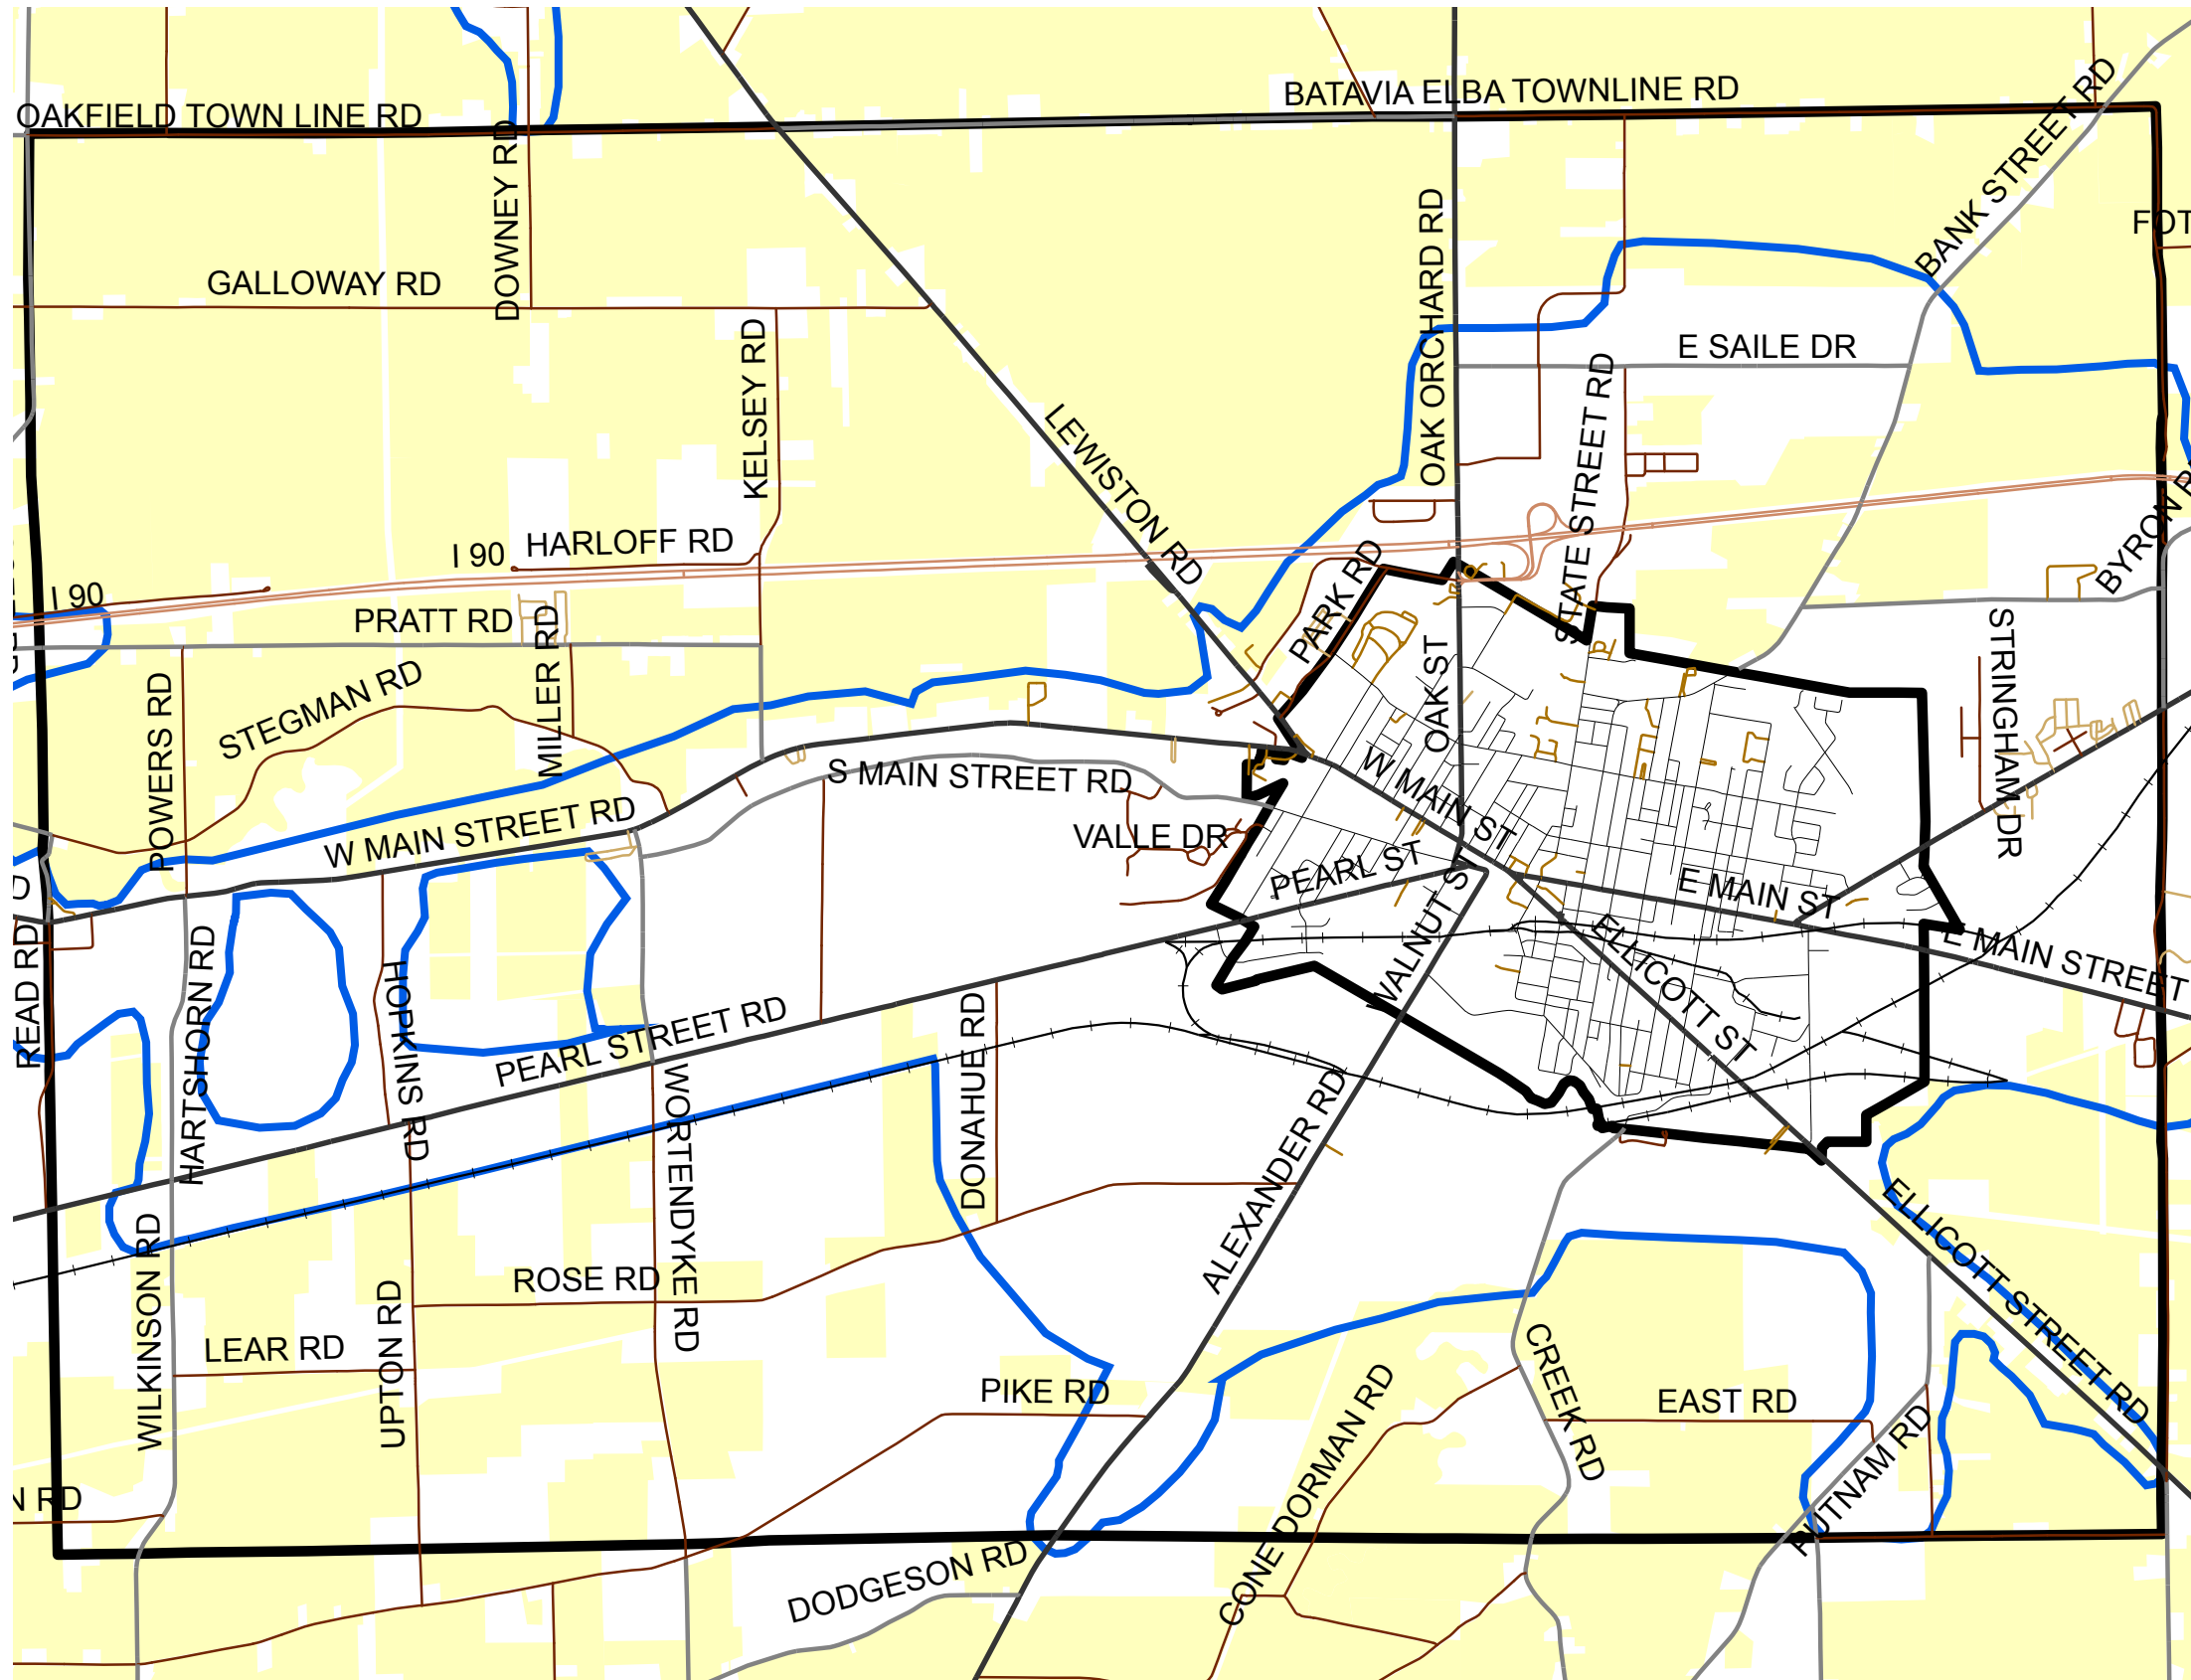 BATAVIA ELBA TOWNLINE RD
OAKFIELD TOWN LINE RD
BANK STREET RD
DOWNEY RD
OAK ORCHARD RD
GALLOWAY RD
E SAILE DR
KELSEY RD
STATE STREET RD
LEWISTON RD
I 90
HARLOFF RD
I 90
PARK RD
BYRON
PRATT RD
MILLER RD
STRINGHAM DR
POWERS RD
STEGMAN RD
OAK ST
S MAIN STREET RD
W MAIN ST
W MAIN STREET RD
VALLE DR
PEARL ST
WALNUT ST
E MAIN ST
ELLICOTT ST
E MAIN STREET
READ RD
HARTSHORN RD
HOPKINS RD
PEARL STREET RD
DONAHUE RD
WORTENDYKE RD
ALEXANDER RD
ELLICOTT STREET RD
WILKINSON RD
ROSE RD
UPTON RD
LEAR RD
PIKE RD
CONE DORMAN RD
CREEK RD
EAST RD
PUTNAM RD
N RD
DODGESON RD